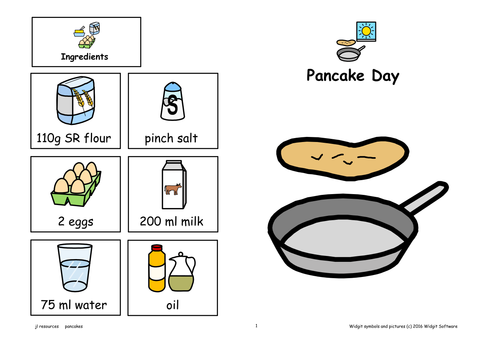 Ingredients
110g SR flour
pinch salt
S
2 eggs
200 ml milk
75 ml water
oil
jl resources pancakes
Pancake Day
1
Widgit symbols and pictures (c) 2016 Widgit Software